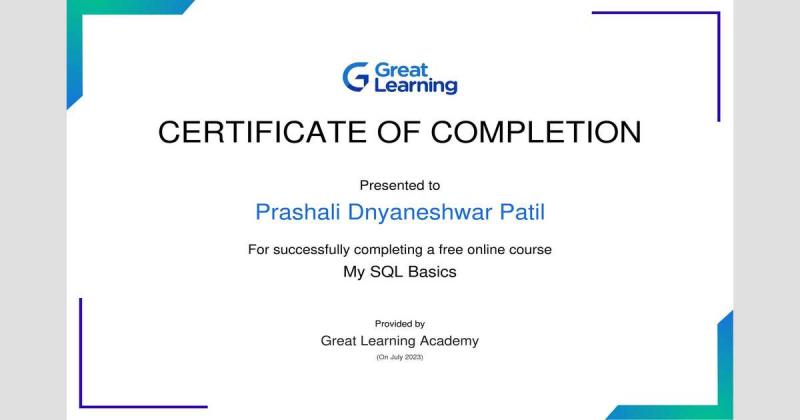 Great
Learning
CERTIFICATE OF COMPLETION
Presented to
Prashali Dnyaneshwar Patil
For successfully completing a free online course
My SQL Basics
Provided by
Great Learning Academy
(On July 2023)